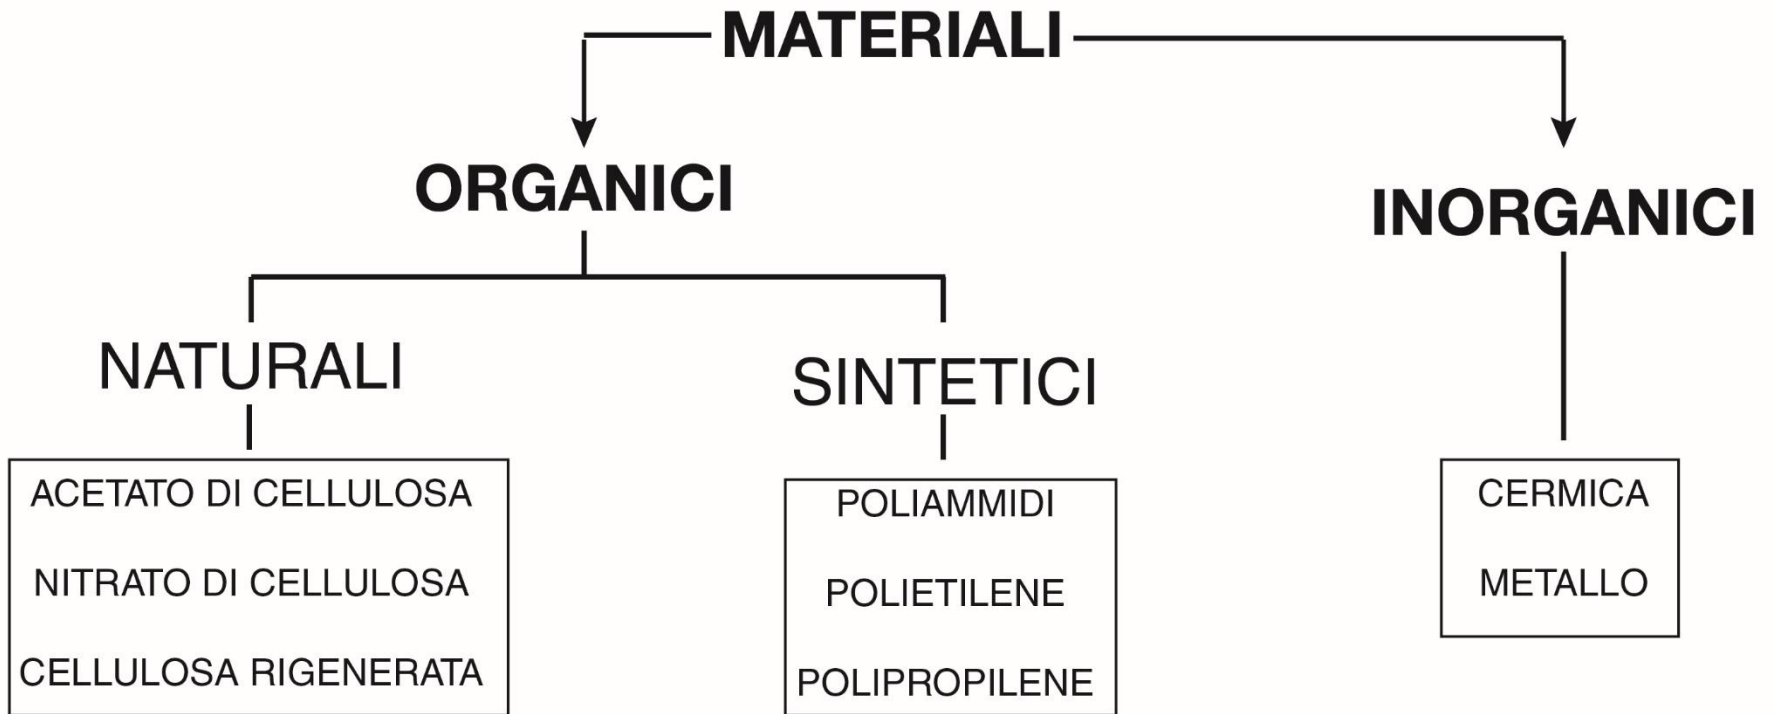 MATERIALI
ORGANICI
INORGANICI
NATURALI
SINTETICI
ACETATO DI CELLULOSA
NITRATO DI CELLULOSA
CELLULOSA RIGENERATA
POLIAMMIDI
POLIETILENE
POLIPROPILENE
CERMICA
METALLO